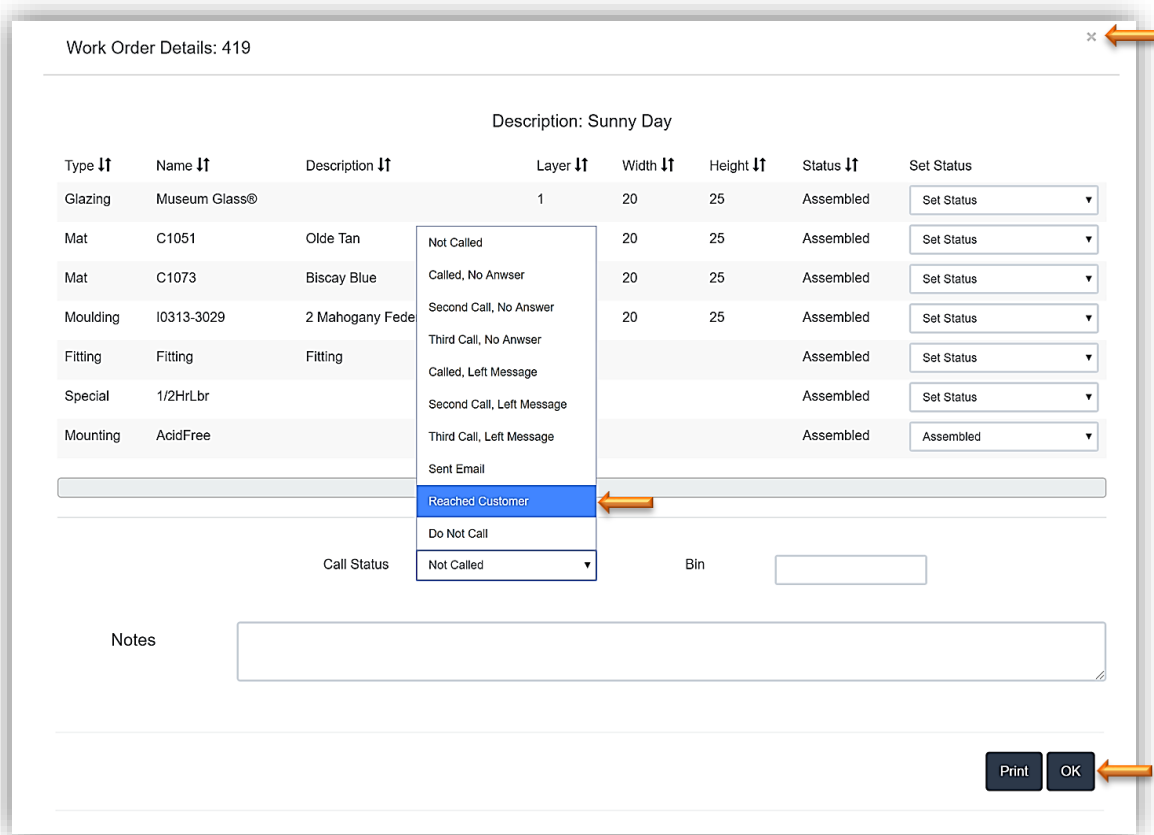 Work Order Details: 419 ×
Description: Sunny Day
Type Name Description Layer Width Height Status Set Status
Glazing Museum Glass® 1 20 25 Assembled Set Status
Mat C1051 Olde Tan 20 25 Assembled Set Status
Mat C1073 Biscay Blue 20 25 Assembled Set Status
Moulding I0313-3029 2 Mahogany Fede 20 25 Assembled Set Status
Fitting Fitting Fitting Assembled Set Status
Special 1/2HrLbr Assembled Set Status
Mounting AcidFree Assembled Assembled
Not Called
Called, No Anwser
Second Call, No Answer
Third Call, No Anwser
Called, Left Message
Second Call, Left Message
Third Call, Left Message
Sent Email
Reached Customer
Do Not Call
Call Status Not Called Bin
Notes
Print OK